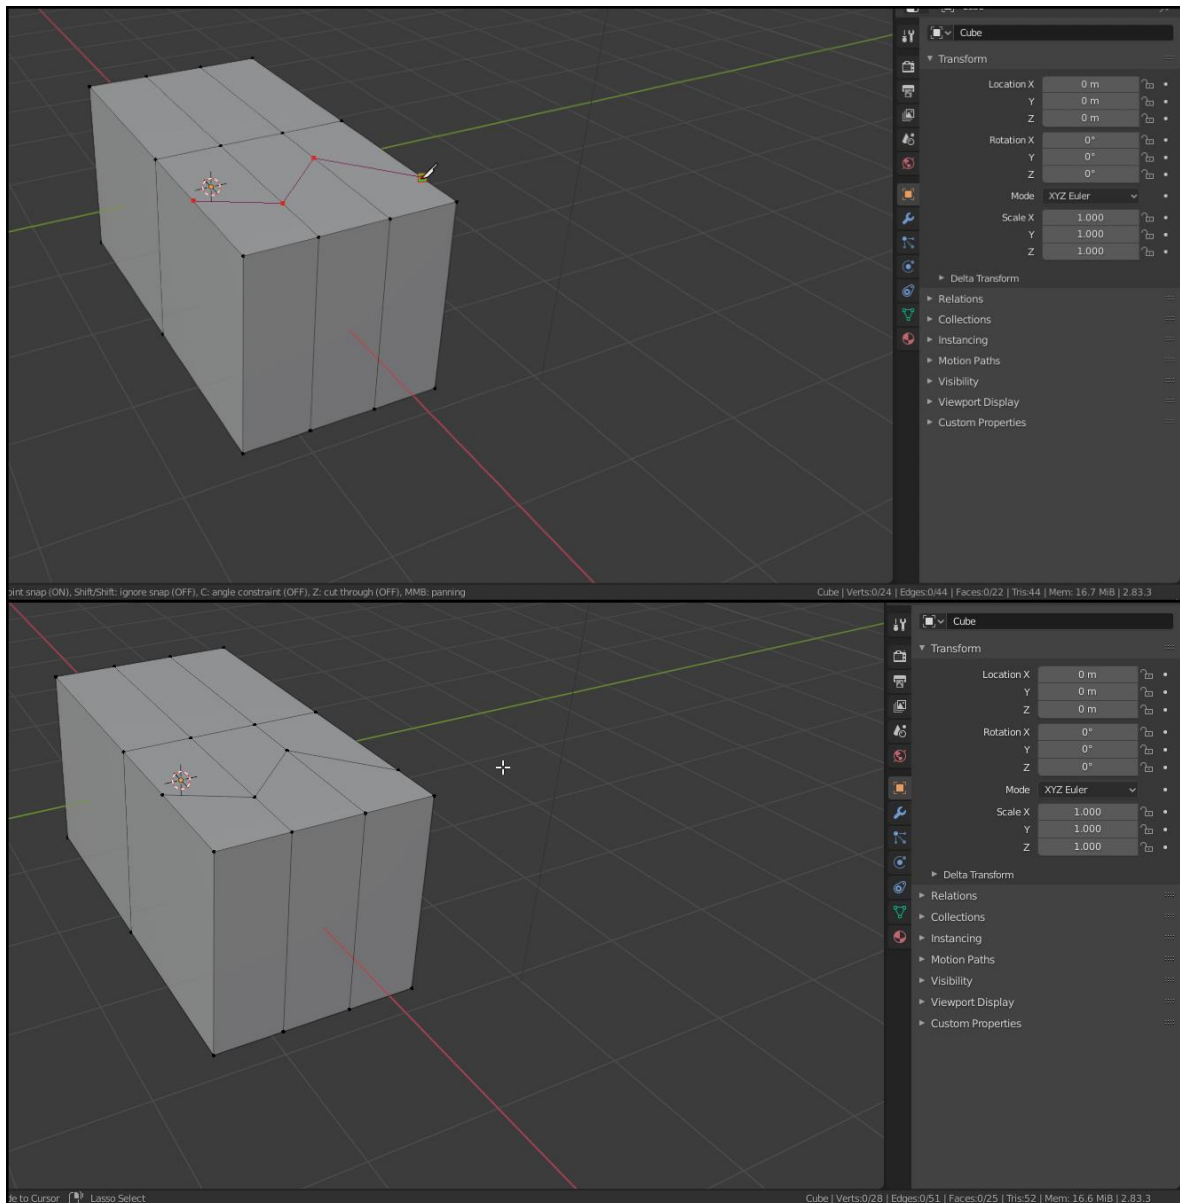 Cube
Transform
Location X 0 m
Y 0 m
Z 0 m
Rotation X 0°
Y 0°
Z 0°
Mode XYZ Euler
Scale X 1.000
Y 1.000
Z 1.000
Delta Transform
Relations
Collections
Instancing
Motion Paths
Visibility
Viewport Display
Custom Properties
oint snap (ON), Shift/Shift: ignore snap (OFF), C: angle constraint (OFF), Z: cut through (OFF), MMB: panning
Cube | Verts:0/24 | Edges:0/44 | Faces:0/22 | Tris:44 | Mem: 16.7 MiB | 2.83.3
Cube
Transform
Location X 0 m
Y 0 m
Z 0 m
Rotation X 0°
Y 0°
Z 0°
Mode XYZ Euler
Scale X 1.000
Y 1.000
Z 1.000
Delta Transform
Relations
Collections
Instancing
Motion Paths
Visibility
Viewport Display
Custom Properties
de to Cursor Lasso Select
Cube | Verts:0/28 | Edges:0/51 | Faces:0/25 | Tris:52 | Mem: 16.6 MiB | 2.83.3